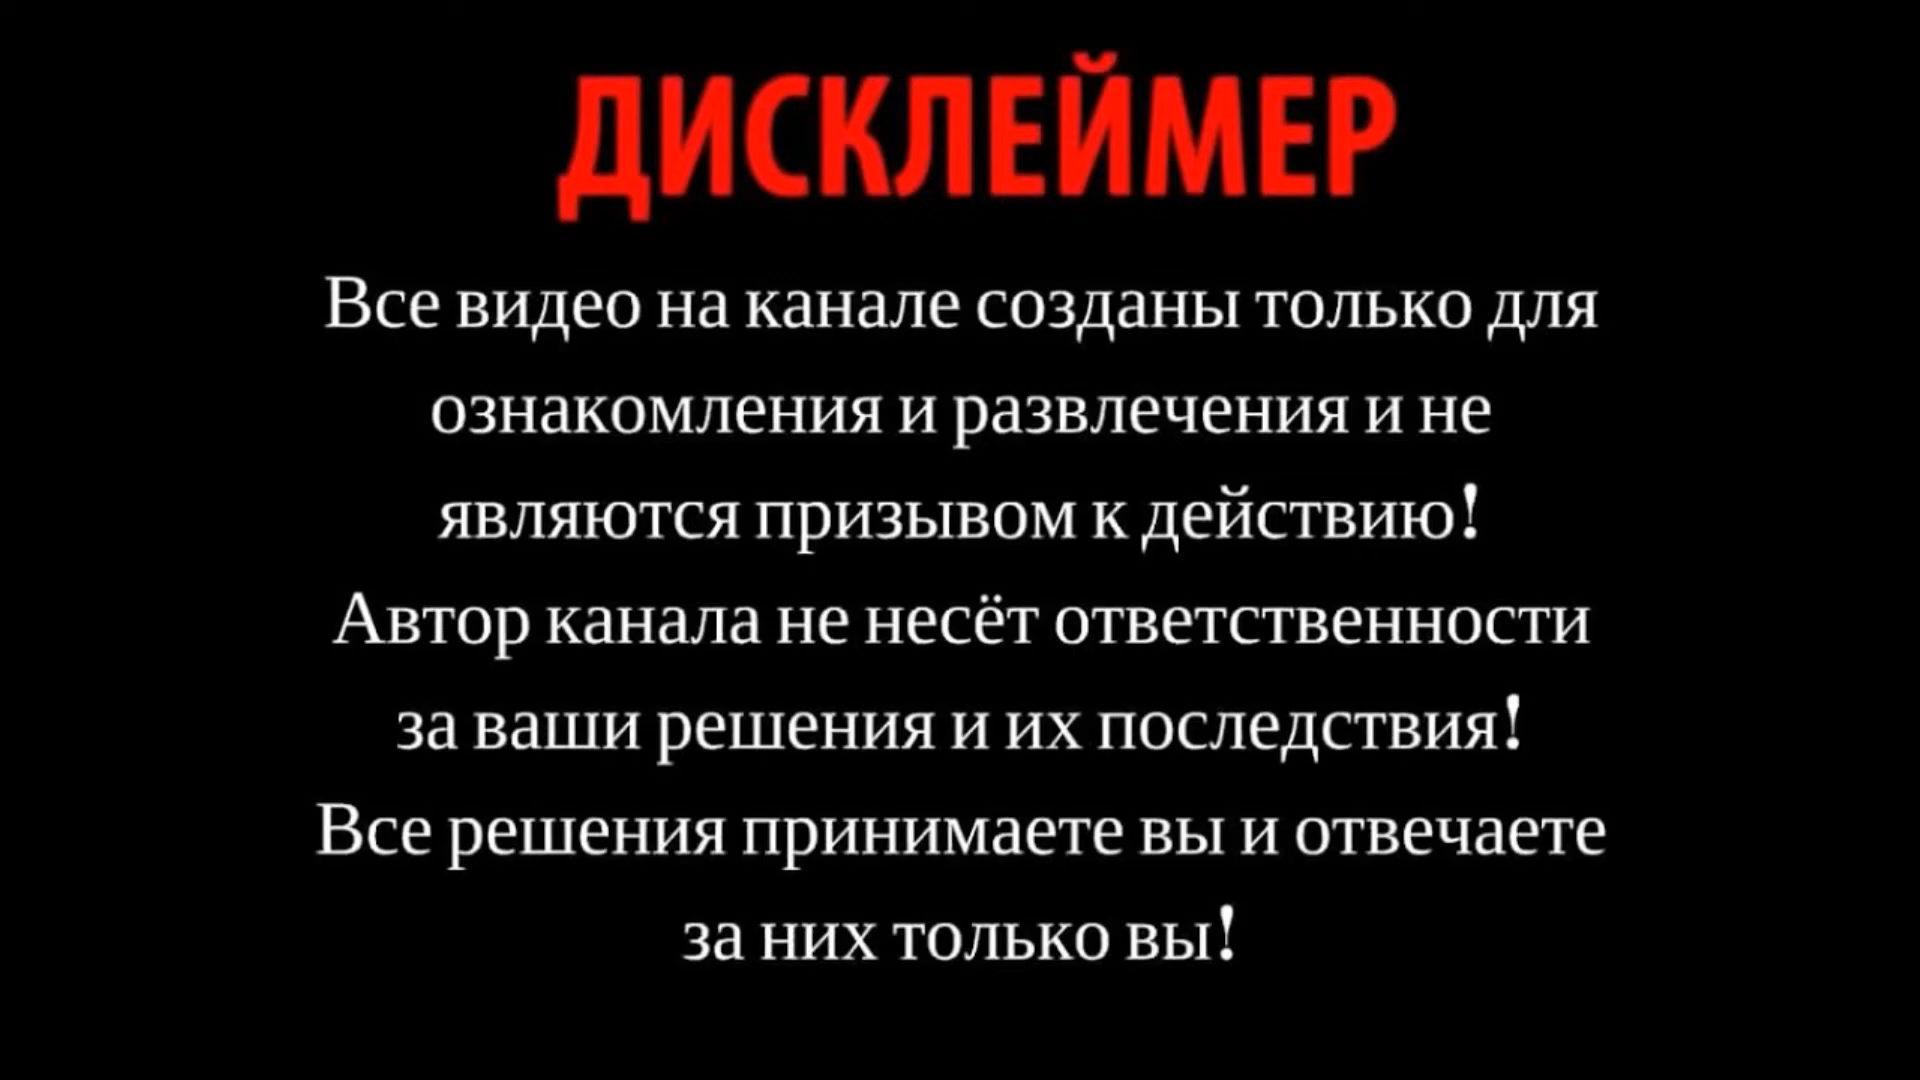 ДИСКЛЕЙМЕР
Все видео на канале созданы только для
ознакомления и развлечения и не
являются призывом к действию!
Автор канала не несёт ответственности
за ваши решения и их последствия!
Все решения принимаете вы и отвечаете
за них только вы!